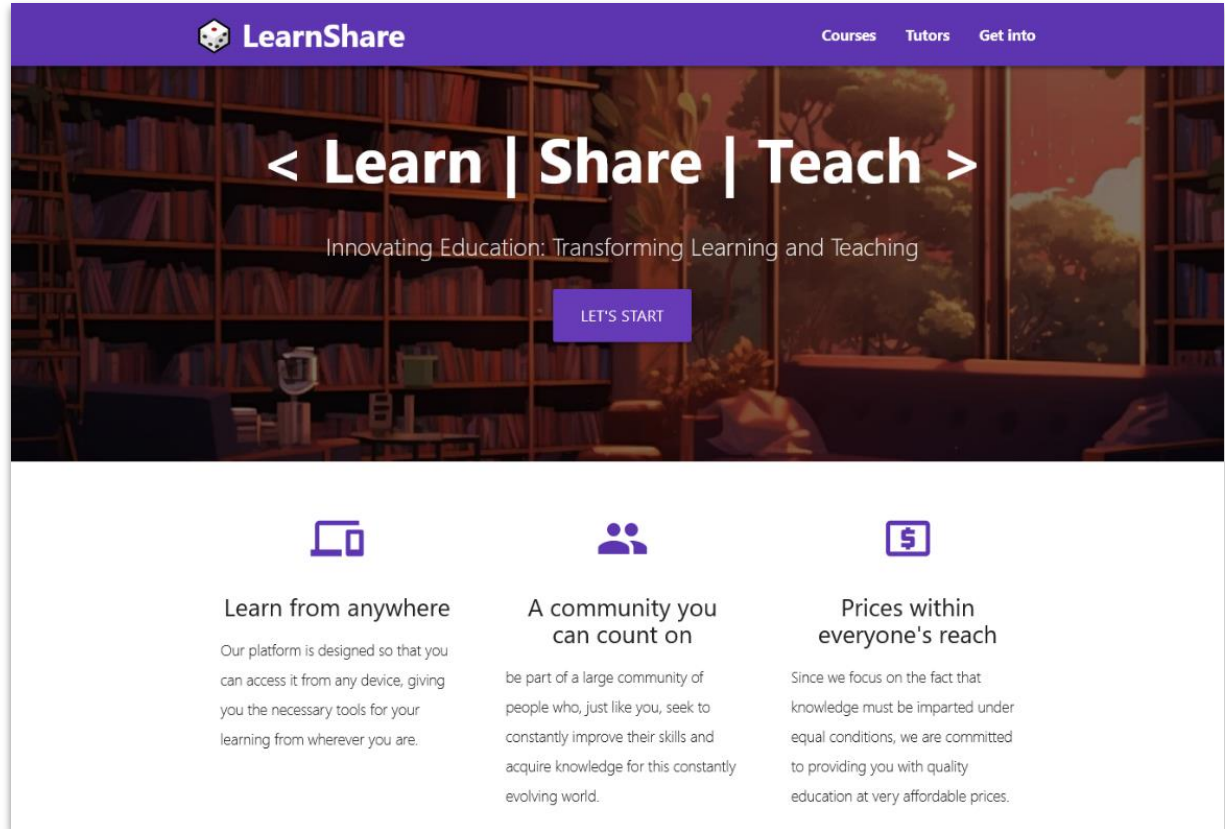 LearnShare
Courses Tutors Get into
< Learn | Share | Teach >
Innovating Education: Transforming Learning and Teaching
LET'S START
Learn from anywhere
Our platform is designed so that you
can access it from any device, giving
you the necessary tools for your
learning from wherever you are.
A community you
can count on
be part of a large community of
people who, just like you, seek to
constantly improve their skills and
acquire knowledge for this constantly
evolving world.
Prices within
everyone's reach
Since we focus on the fact that
knowledge must be imparted under
equal conditions, we are committed
to providing you with quality
education at very affordable prices.